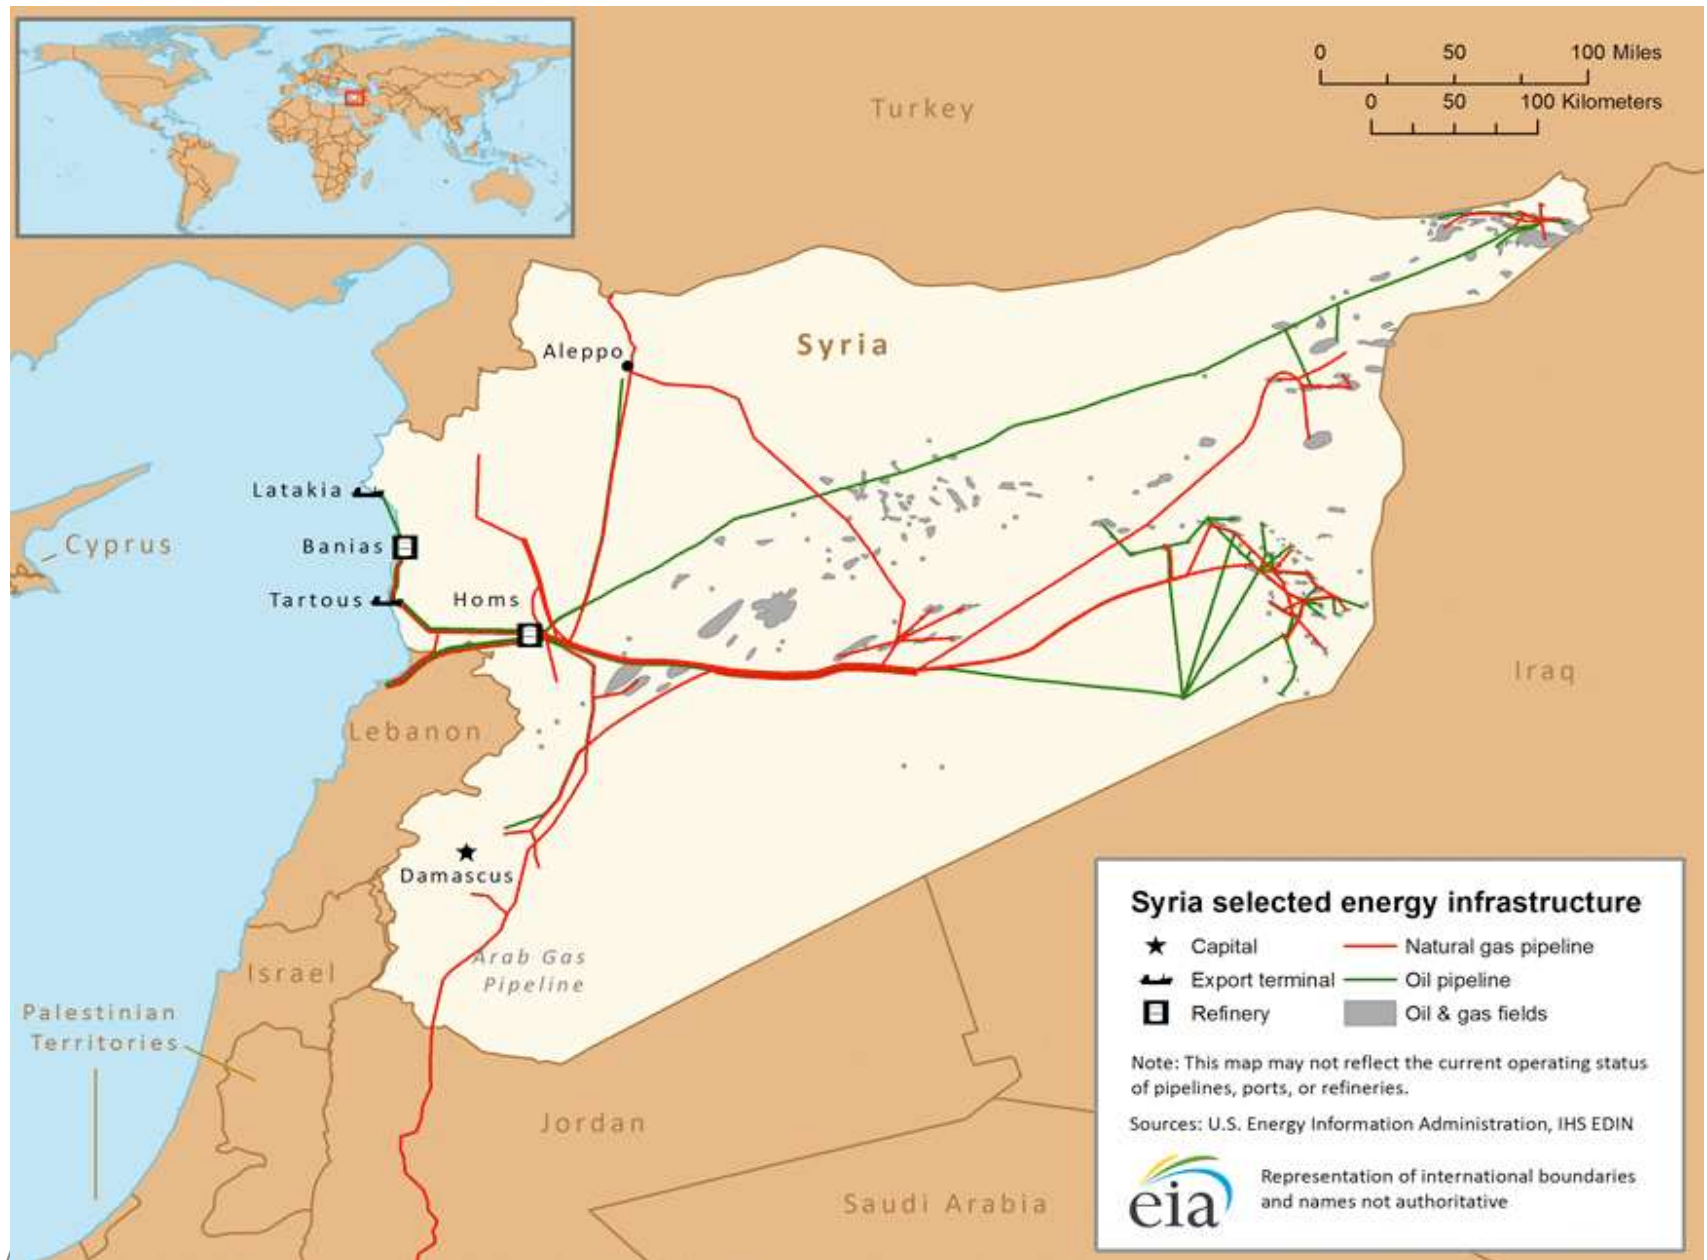 0 50 100 Miles
0 50 100 Kilometers
Turkey
Syria
Aleppo
Latakia
Cyprus
Banias
Tartous
Homs
Iraq
Lebanon
Damascus
Arab Gas
Pipeline
Israel
Palestinian
Territories
Jordan
Saudi Arabia
Syria selected energy infrastructure
Capital
Natural gas pipeline
Export terminal
Oil pipeline
Refinery
Oil & gas fields
Note: This map may not reflect the current operating status
of pipelines, ports, or refineries.
Sources: U.S. Energy Information Administration, IHS EDIN
eia
Representation of international boundaries
and names not authoritative